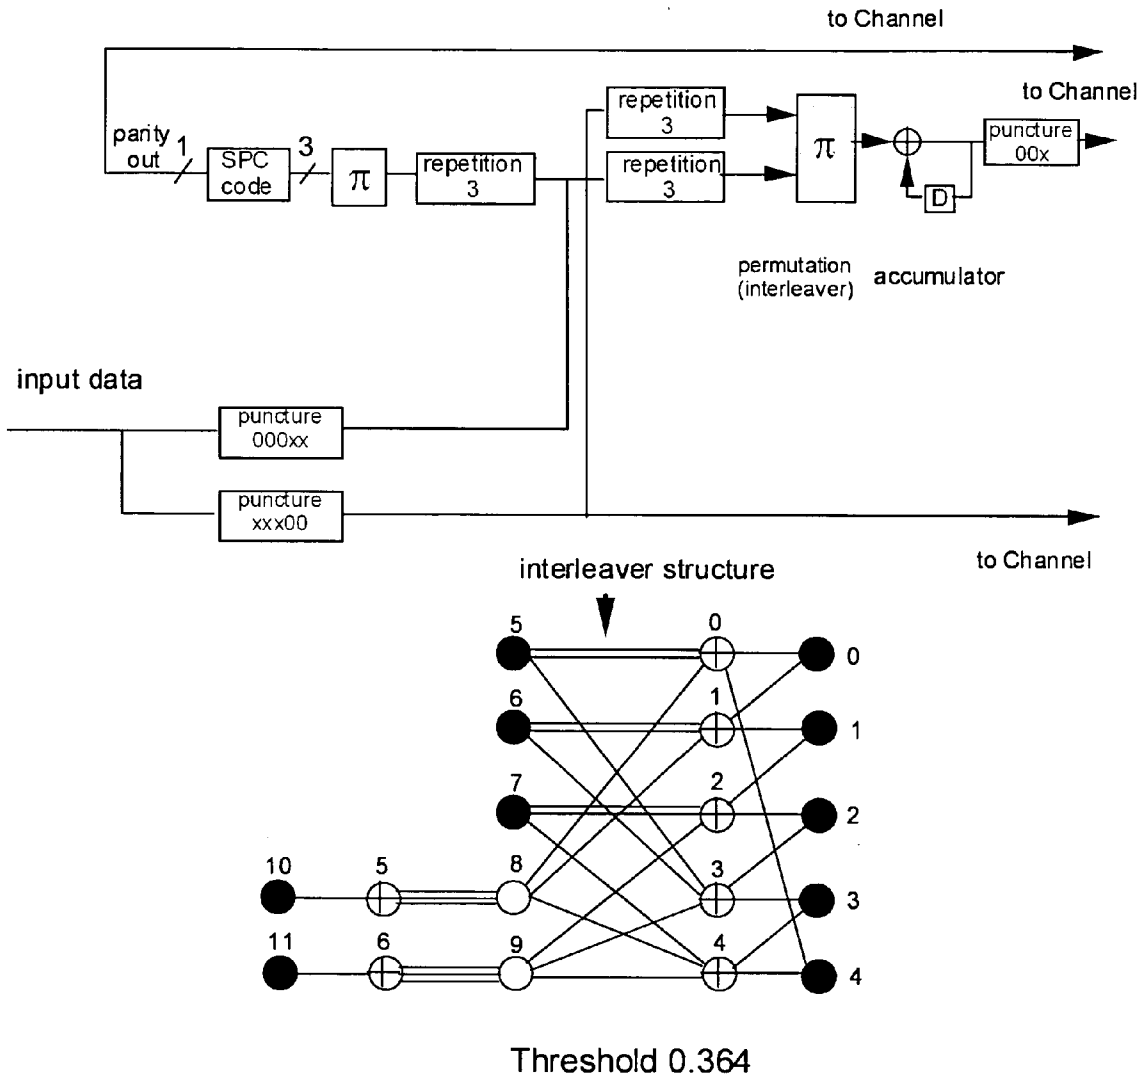 to Channel
to Channel
parity out
1
SPC code
3
π
repetition 3
repetition 3
repetition 3
π
puncture 00x
D
permutation (interleaver)
accumulator
input data
puncture 000xx
puncture xxx00
to Channel
interleaver structure
5
0
0
6
1
1
7
2
2
10
5
8
3
3
11
6
9
4
4
Threshold 0.364